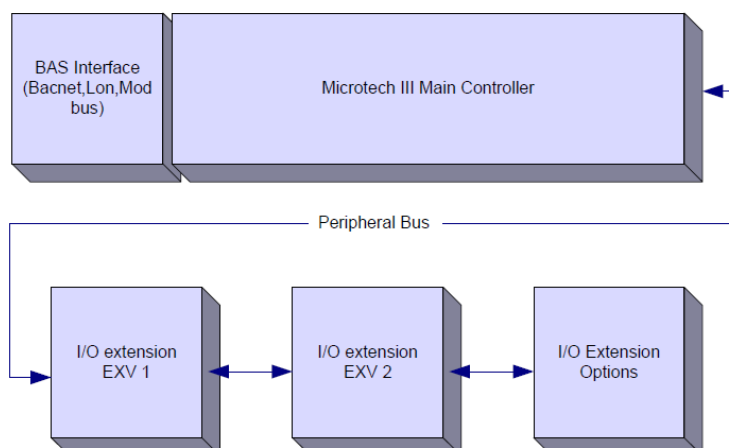 BAS Interface
(Bacnet,Lon,Mod
bus)
Microtech III Main Controller
Peripheral Bus
I/O extension
EXV 1
I/O extension
EXV 2
I/O Extension
Options